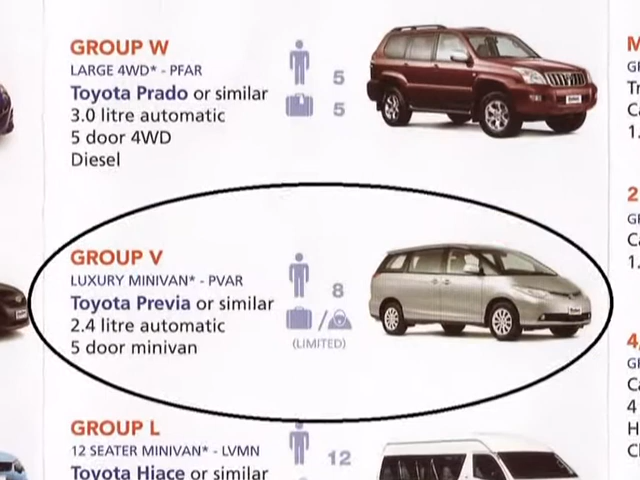 GROUP W
LARGE 4WD* - PFAR
Toyota Prado or similar
3.0 litre automatic
5 door 4WD
Diesel
5
5
GROUP V
LUXURY MINIVAN* - PVAR
Toyota Previa or similar
2.4 litre automatic
5 door minivan
8
/
(LIMITED)
GROUP L
12 SEATER MINIVAN* - LVMN
Toyota Hiace or similar
12